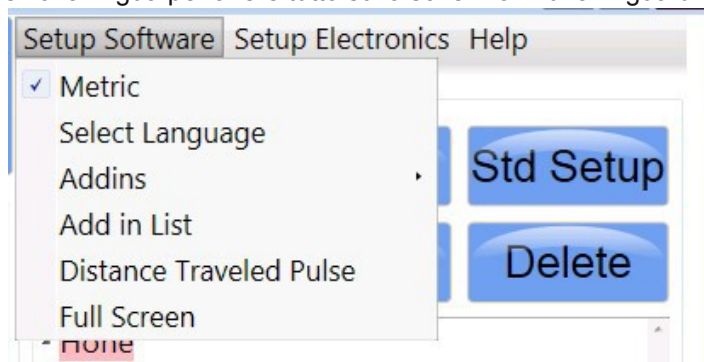 Setup Software Setup Electronics Help
Metric
Select Language
Addins
Std Setup
Add in List
Distance Traveled Pulse
Delete
Full Screen
Hone